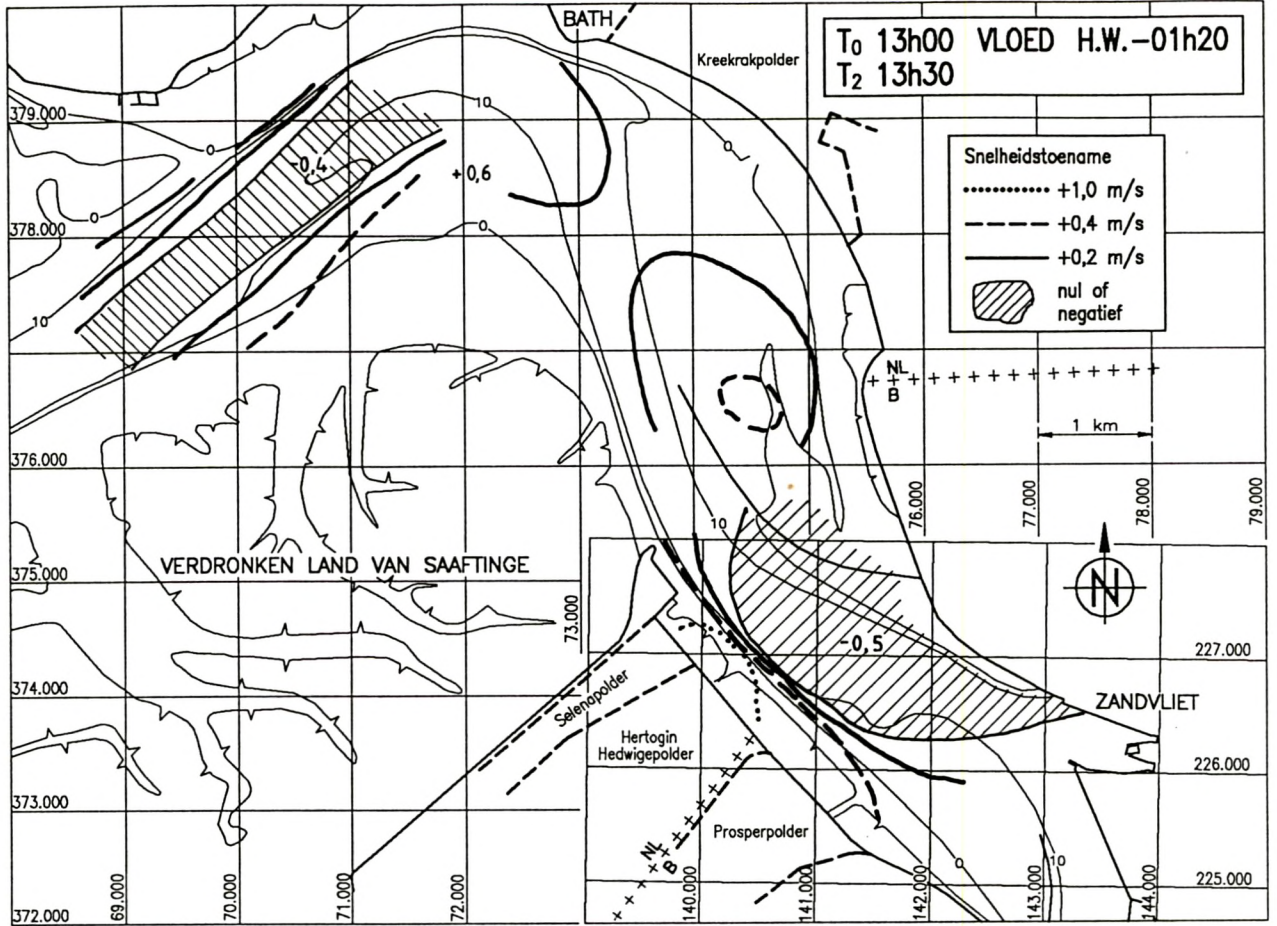 BATH
Kreekrakpolder
T0 13h00 VLOED H.W.-01h20
T2 13h30
379.000
10
0
-0,4
+0,6
0
Snelheidstoename
+1,0 m/s
+0,4 m/s
+0,2 m/s
nul of
negatief
0
378.000
0
10
NL
B
1 km
376.000
76.000
77.000
78.000
79.000
10
VERDRONKEN LAND VAN SAAFTINGE
375.000
73.000
N
227.000
-0,5
374.000
Selenapolder
ZANDVLIET
Hertogin
Hedwigepolder
226.000
373.000
Prosperpolder
NL
B
0
10
225.000
372.000
69.000
70.000
71.000
72.000
140.000
141.000
142.000
143.000
144.000